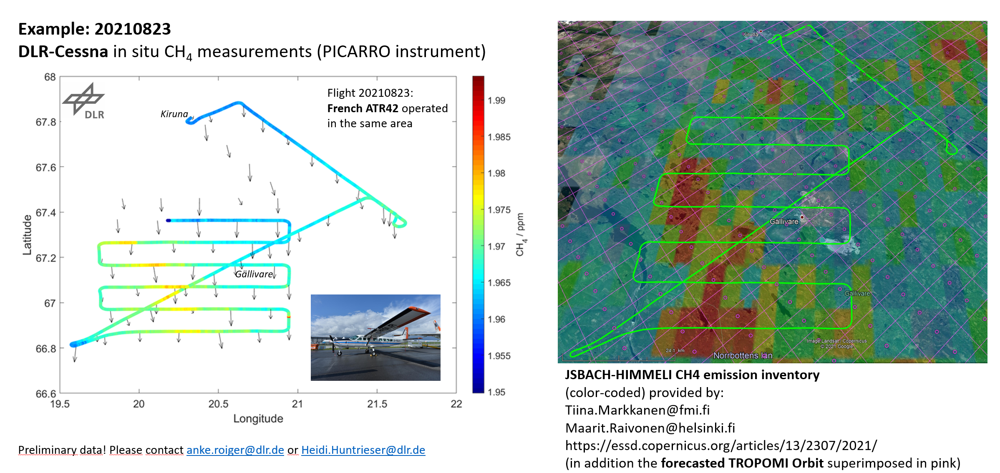 Example: 20210823
DLR-Cessna in situ CH4 measurements (PICARRO instrument)
68
67.8
67.6
67.4
67.2
67
66.8
66.6
Latitude
19.5
20
20.5
21
21.5
22
Longitude
DLR
Kiruna
Gällivare
Flight 20210823:
French ATR42 operated
in the same area
1.99
1.985
1.98
1.975
1.97
1.965
1.96
1.955
1.95
CH4 / ppm
Preliminary data! Please contact anke.roiger@dlr.de or Heidi.Huntrieser@dlr.de
Kiruna
Gällivare
Gällivare
Image Landsat / Copernicus
© 2021 Google
24.1 km
Norrbottens län
JSBACH-HIMMELI CH4 emission inventory
(color-coded) provided by:
Tiina.Markkanen@fmi.fi
Maarit.Raivonen@helsinki.fi
https://essd.copernicus.org/articles/13/2307/2021/
(in addition the forecasted TROPOMI Orbit superimposed in pink)